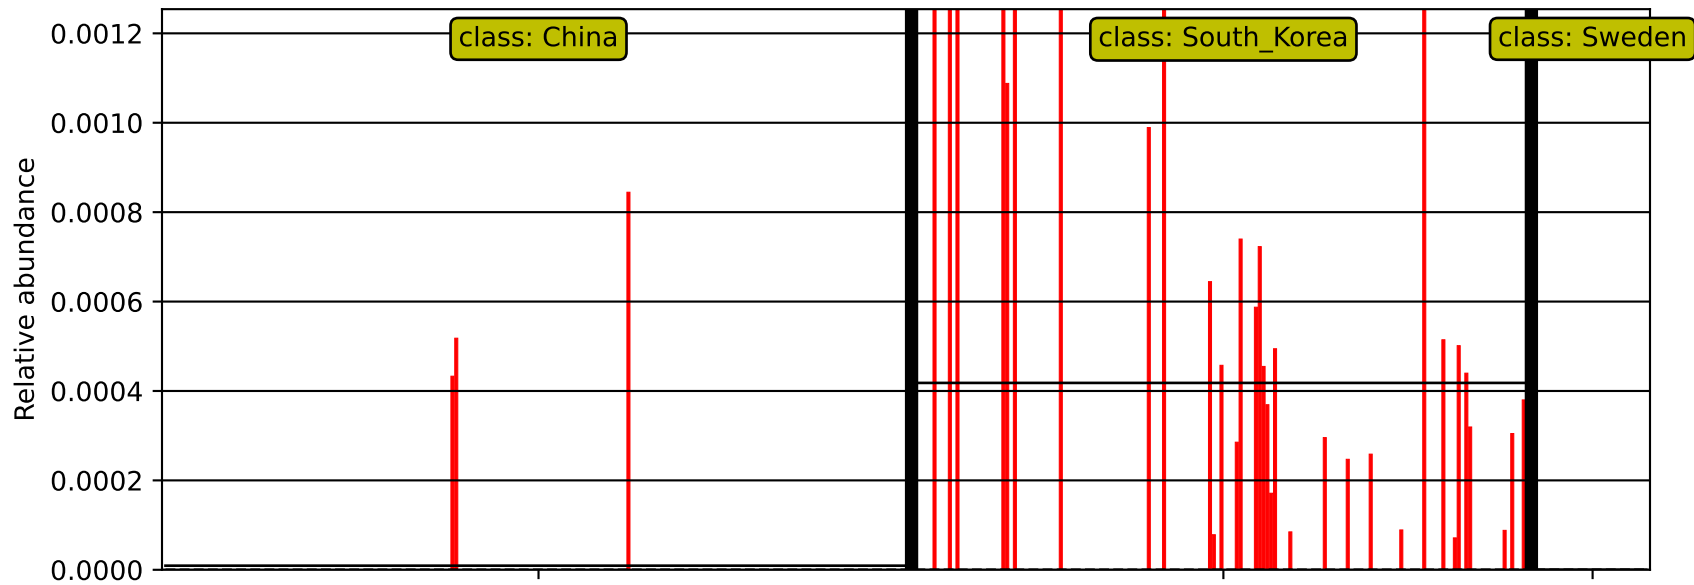 class: China
class: South_Korea
class: Sweden
Relative abundance
0.0012
0.0010
0.0008
0.0006
0.0004
0.0002
0.0000